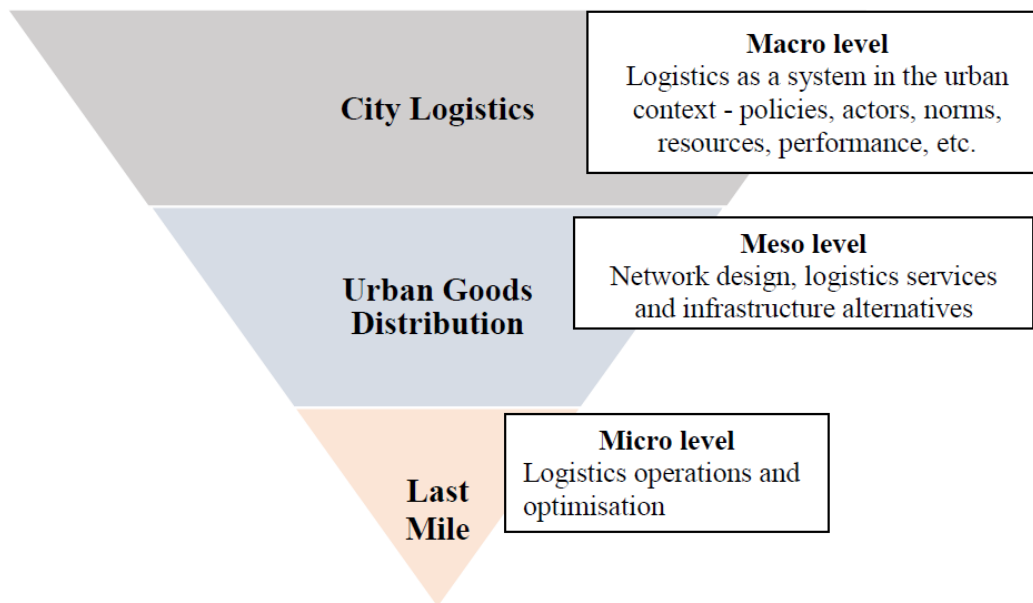 City Logistics
Macro level
Logistics as a system in the urban
context - policies, actors, norms,
resources, performance, etc.
Urban Goods
Distribution
Meso level
Network design, logistics services
and infrastructure alternatives
Last
Mile
Micro level
Logistics operations and
optimisation